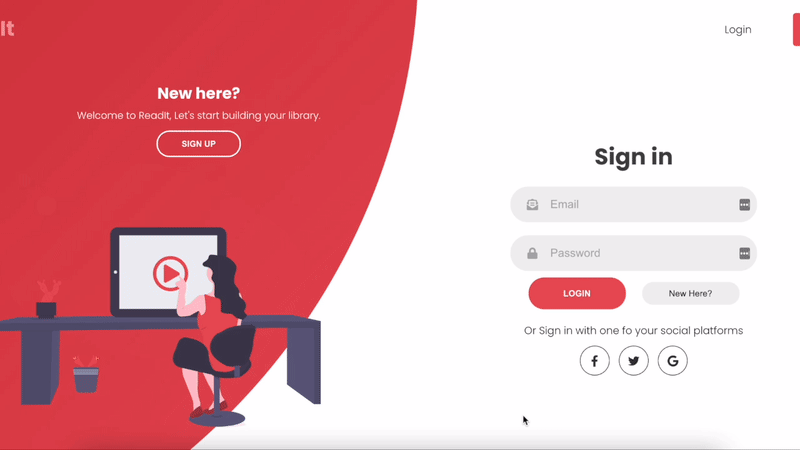 It
Login
New here?
Welcome to ReadIt, Let's start building your library.
SIGN UP
Sign in
Email
Password
LOGIN
New Here?
Or Sign in with one fo your social platforms